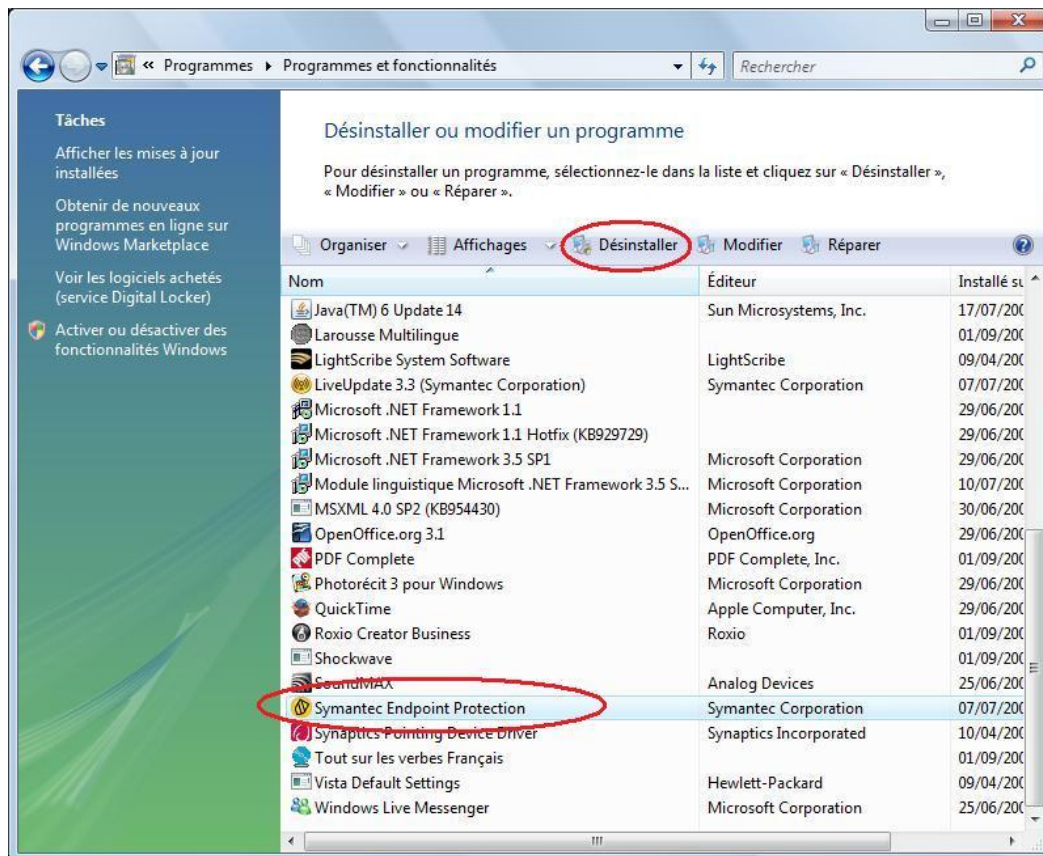 « Programmes ▸ Programmes et fonctionnalités
Rechercher
Tâches
Afficher les mises à jour
installées
Obtenir de nouveaux
programmes en ligne sur
Windows Marketplace
Voir les logiciels achetés
(service Digital Locker)
Activer ou désactiver des
fonctionnalités Windows
Désinstaller ou modifier un programme
Pour désinstaller un programme, sélectionnez-le dans la liste et cliquez sur « Désinstaller »,
« Modifier » ou « Réparer ».
Organiser Affichages Désinstaller Modifier Réparer
Nom Éditeur Installé su
Java(TM) 6 Update 14 Sun Microsystems, Inc. 17/07/200
Larousse Multilingue 01/09/200
LightScribe System Software LightScribe 09/04/200
LiveUpdate 3.3 (Symantec Corporation) Symantec Corporation 07/07/200
Microsoft .NET Framework 1.1 29/06/200
Microsoft .NET Framework 1.1 Hotfix (KB929729) 29/06/200
Microsoft .NET Framework 3.5 SP1 Microsoft Corporation 29/06/200
Module linguistique Microsoft .NET Framework 3.5 S... Microsoft Corporation 10/07/200
MSXML 4.0 SP2 (KB954430) Microsoft Corporation 30/06/200
OpenOffice.org 3.1 OpenOffice.org 29/06/200
PDF Complete PDF Complete, Inc. 01/09/200
Photorécit 3 pour Windows Microsoft Corporation 29/06/200
QuickTime Apple Computer, Inc. 29/06/200
Roxio Creator Business Roxio 01/09/200
Shockwave 01/09/200
SoundMAX Analog Devices 25/06/200
Symantec Endpoint Protection Symantec Corporation 07/07/200
Synaptics Pointing Device Driver Synaptics Incorporated 10/04/200
Tout sur les verbes Français 01/09/200
Vista Default Settings Hewlett-Packard 09/04/200
Windows Live Messenger Microsoft Corporation 25/06/200